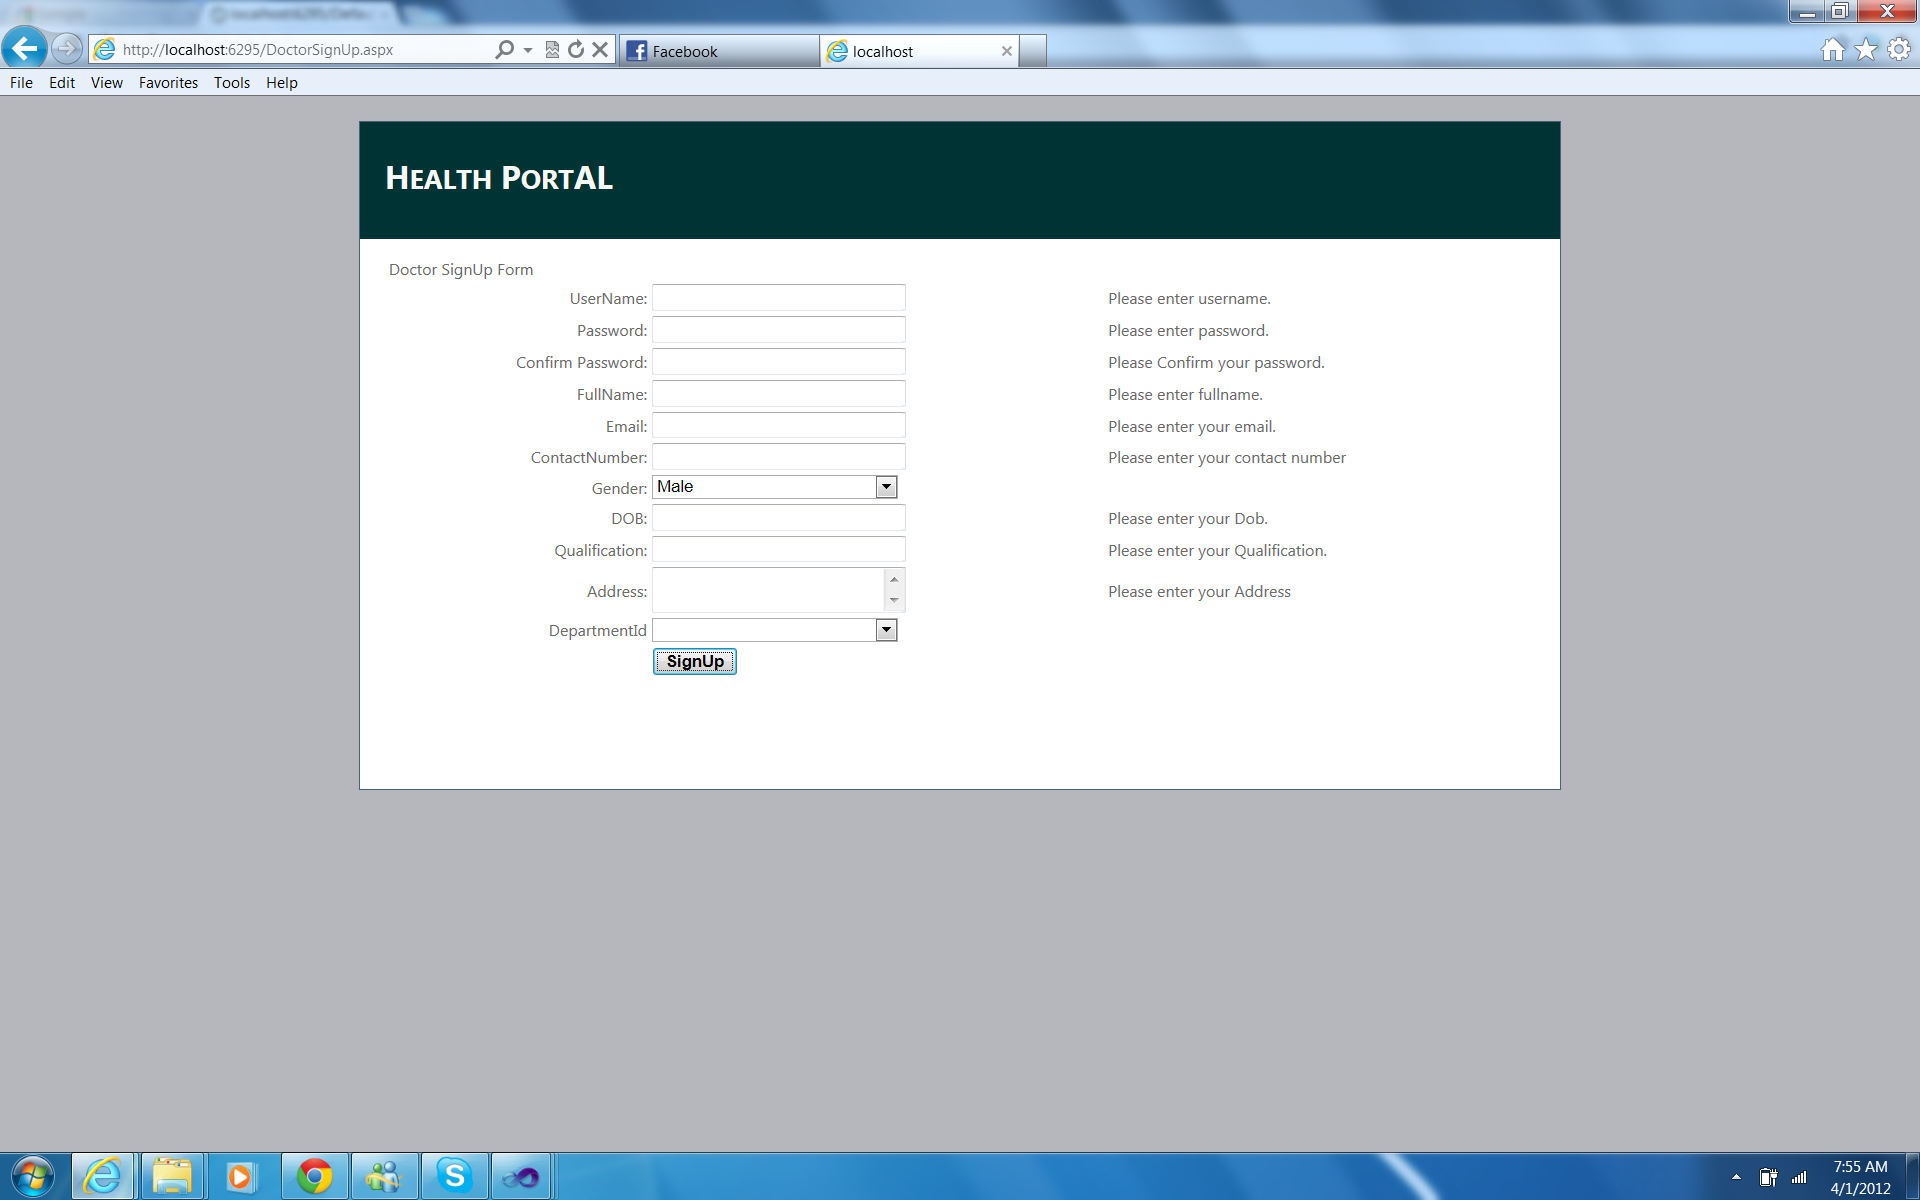 http://localhost:6295/DoctorSignUp.aspx
Facebook
localhost
File Edit View Favorites Tools Help
HEALTH PORTAL
Doctor SignUp Form
UserName: Please enter username.
Password: Please enter password.
Confirm Password: Please Confirm your password.
FullName: Please enter fullname.
Email: Please enter your email.
ContactNumber: Please enter your contact number
Gender: Male
DOB: Please enter your Dob.
Qualification: Please enter your Qualification.
Address: Please enter your Address
DepartmentId
SignUp
7:55 AM
4/1/2012